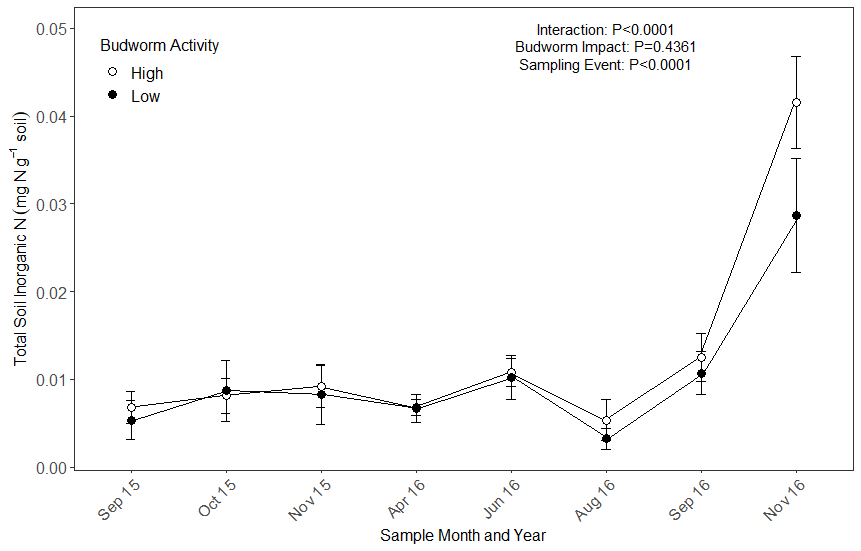 Interaction: P<0.0001
Budworm Impact: P=0.4361
Sampling Event: P<0.0001
Budworm Activity
High
Low
Total Soil Inorganic N (mg N g⁻¹ soil)
0.05
0.04
0.03
0.02
0.01
0.00
Sep 15
Oct 15
Nov 15
Apr 16
Jun 16
Aug 16
Sep 16
Nov 16
Sample Month and Year